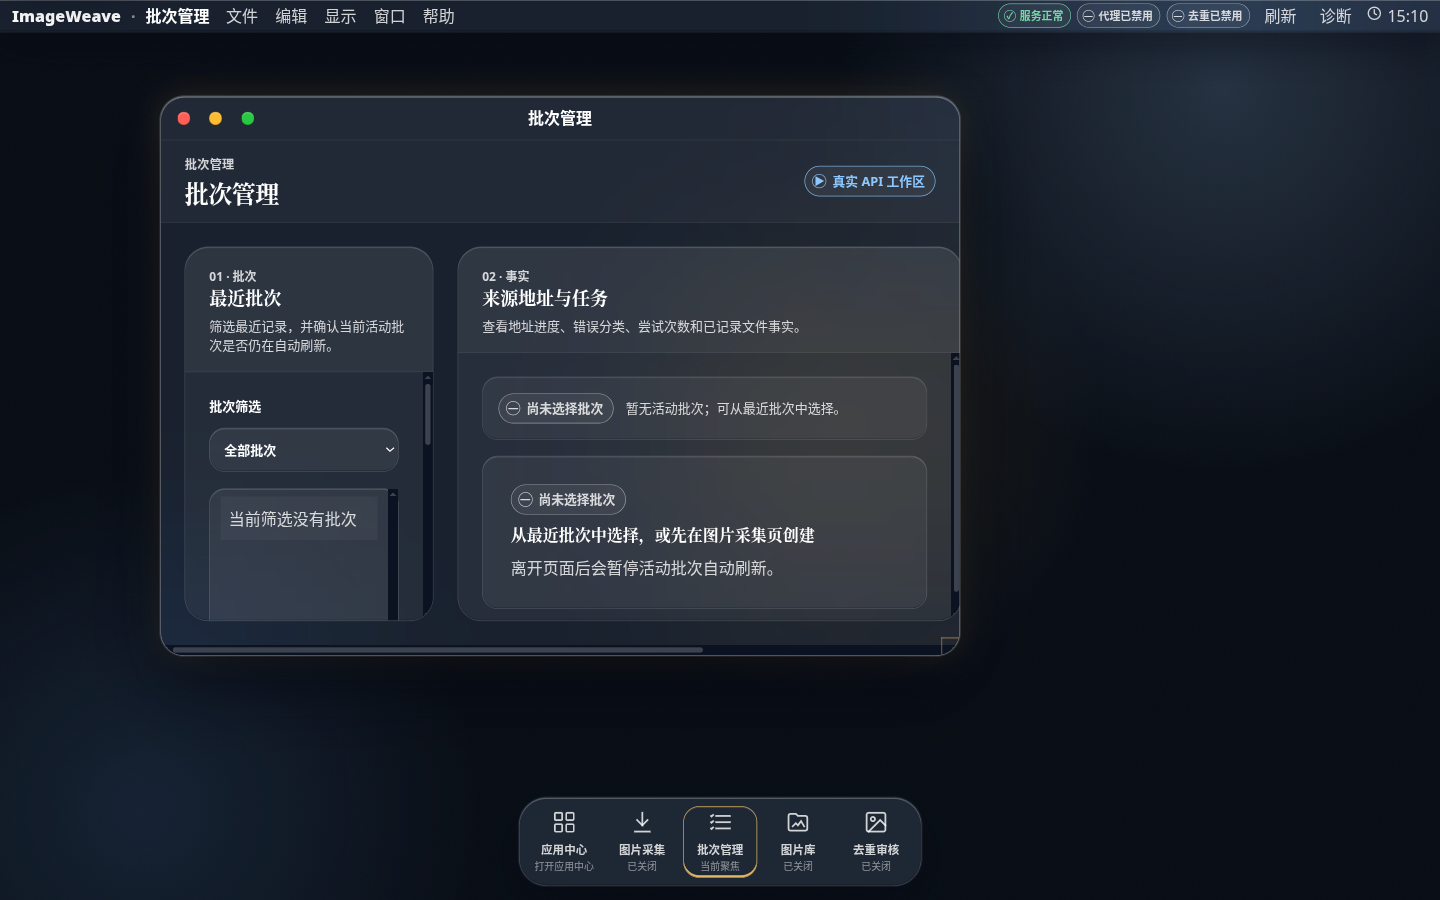 ImageWeave · 批次管理 文件 编辑 显示 窗口 帮助 服务正常 代理已禁用 去重已禁用 刷新 诊断 15:10
批次管理
批次管理
批次管理
真实 API 工作区
01 · 批次
最近批次
筛选最近记录，并确认当前活动批
次是否仍在自动刷新。
批次筛选
全部批次
当前筛选没有批次
02 · 事实
来源地址与任务
查看地址进度、错误分类、尝试次数和已记录文件事实。
尚未选择批次 暂无活动批次；可从最近批次中选择。
尚未选择批次
从最近批次中选择，或先在图片采集页创建
离开页面后会暂停活动批次自动刷新。
应用中心 图片采集 批次管理 图片库 去重审核
打开应用中心 已关闭 当前聚焦 已关闭 已关闭